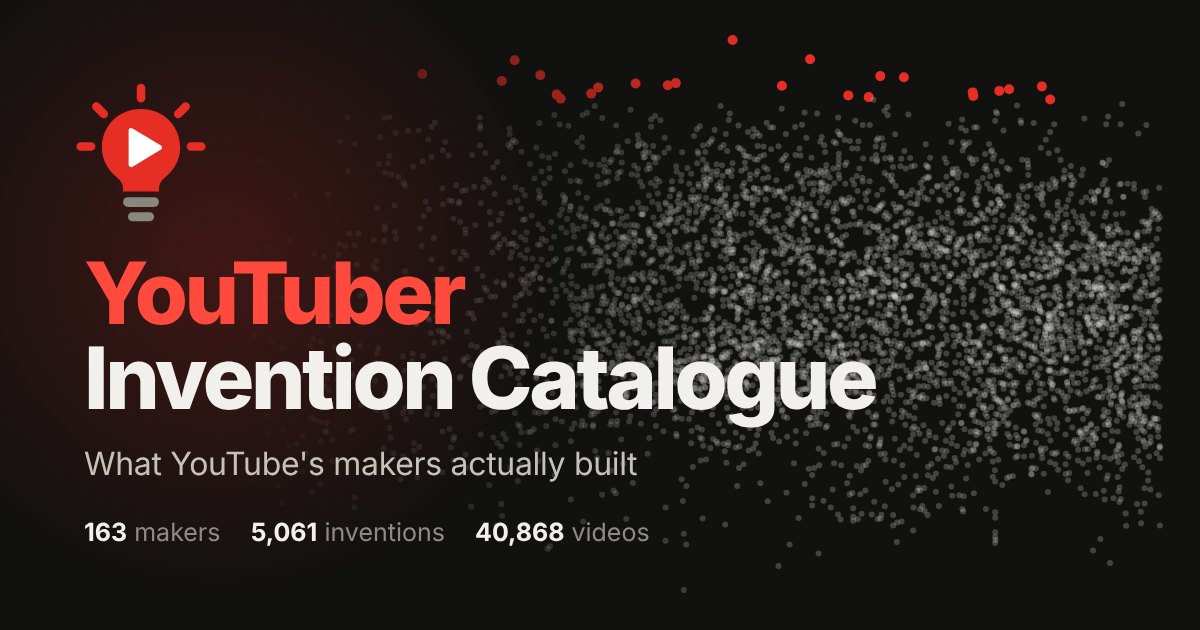 YouTuber
Invention Catalogue
What YouTube's makers actually built
163 makers 5,061 inventions 40,868 videos